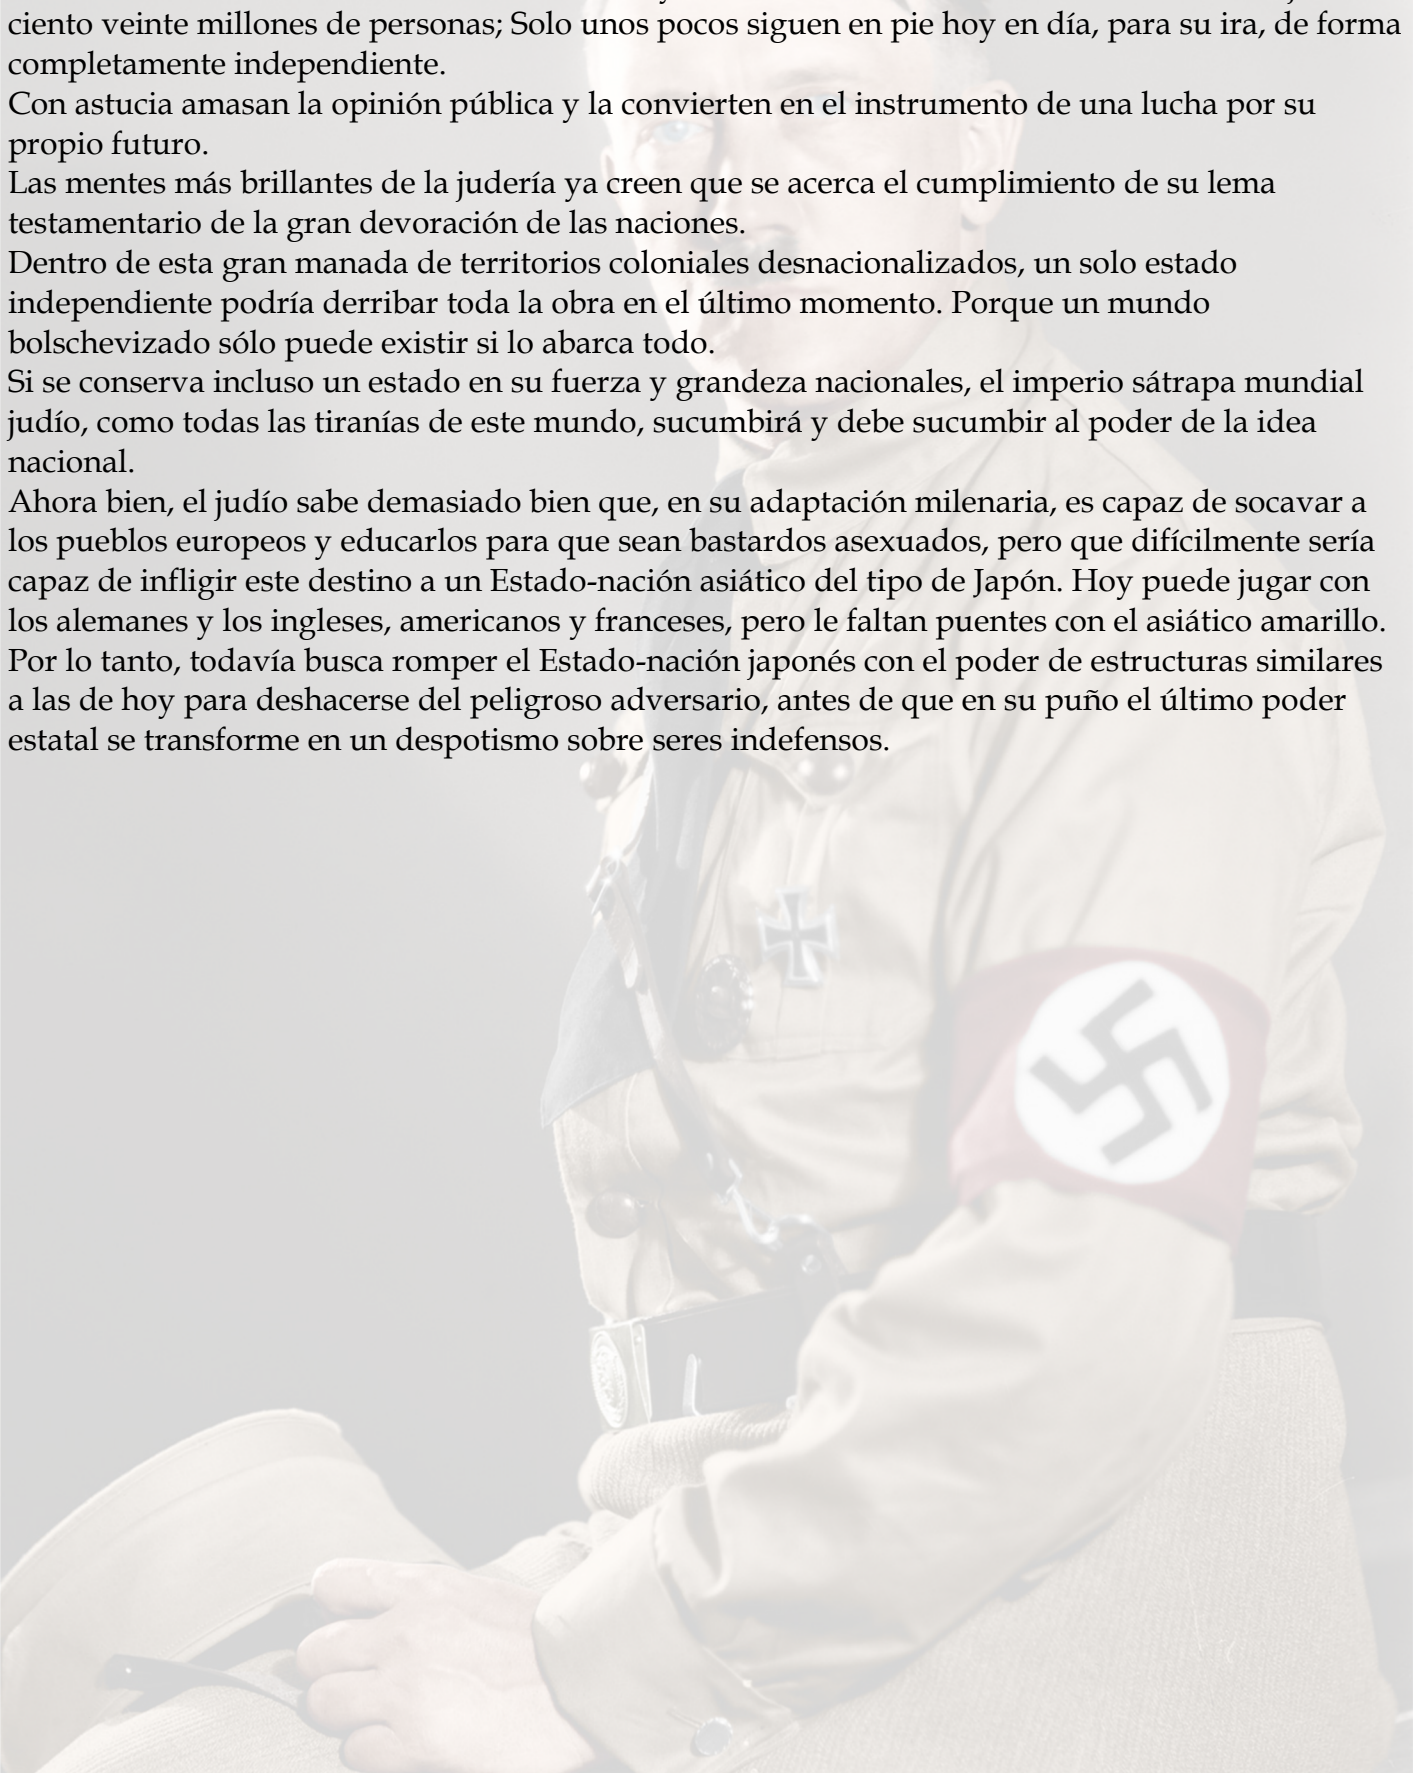 ciento veinte millones de personas; Solo unos pocos siguen en pie hoy en día, para su ira, de forma
completamente independiente.
Con astucia amasan la opinión pública y la convierten en el instrumento de una lucha por su
propio futuro.
Las mentes más brillantes de la judería ya creen que se acerca el cumplimiento de su lema
testamentario de la gran devoración de las naciones.
Dentro de esta gran manada de territorios coloniales desnacionalizados, un solo estado
independiente podría derribar toda la obra en el último momento. Porque un mundo
bolschevizado sólo puede existir si lo abarca todo.
Si se conserva incluso un estado en su fuerza y grandeza nacionales, el imperio sátrapa mundial
judío, como todas las tiranías de este mundo, sucumbirá y debe sucumbir al poder de la idea
nacional.
Ahora bien, el judío sabe demasiado bien que, en su adaptación milenaria, es capaz de socavar a
los pueblos europeos y educarlos para que sean bastardos asexuados, pero que difícilmente sería
capaz de infligir este destino a un Estado-nación asiático del tipo de Japón. Hoy puede jugar con
los alemanes y los ingleses, americanos y franceses, pero le faltan puentes con el asiático amarillo.
Por lo tanto, todavía busca romper el Estado-nación japonés con el poder de estructuras similares
a las de hoy para deshacerse del peligroso adversario, antes de que en su puño el último poder
estatal se transforme en un despotismo sobre seres indefensos.